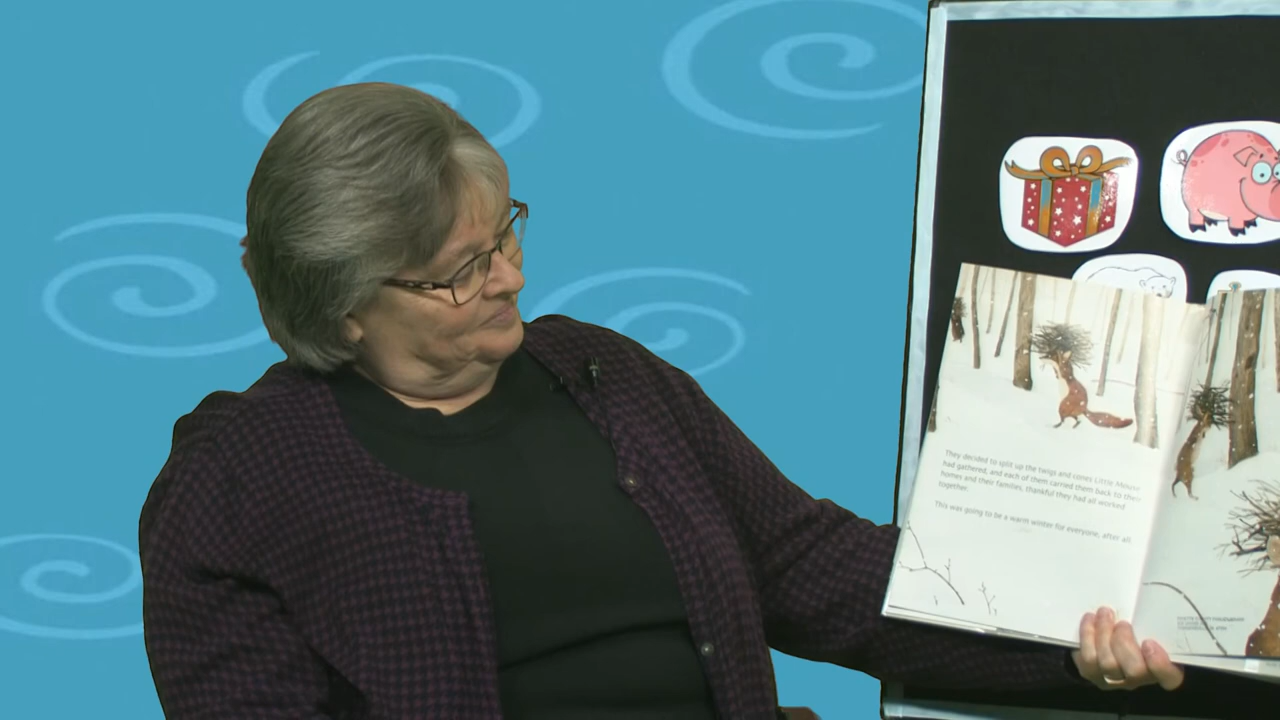 They decided to split up the twigs and cones Little Mouse
had gathered, and each of them carried them back to their
homes and their families, thankful they had all worked
together.
This was going to be a warm winter for everyone, after all.